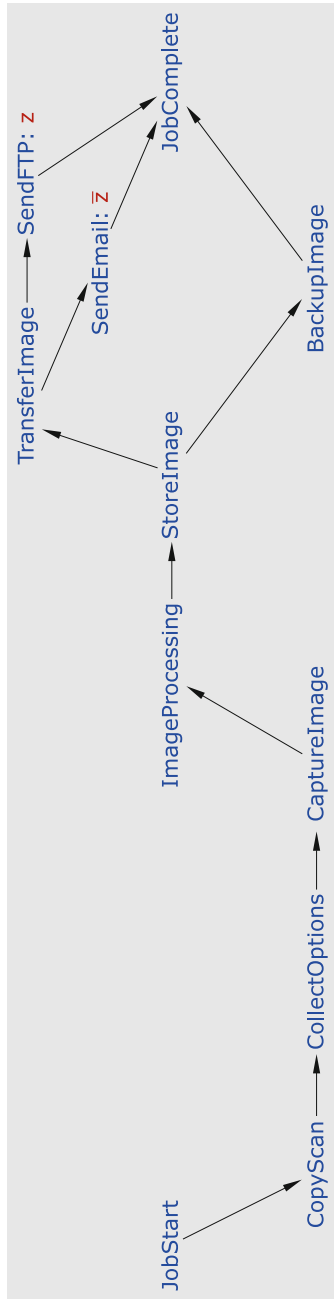 JobStart
CopyScan
CollectOptions
CaptureImage
ImageProcessing
StoreImage
TransferImage
SendFTP: z
SendEmail: z̅
BackupImage
JobComplete